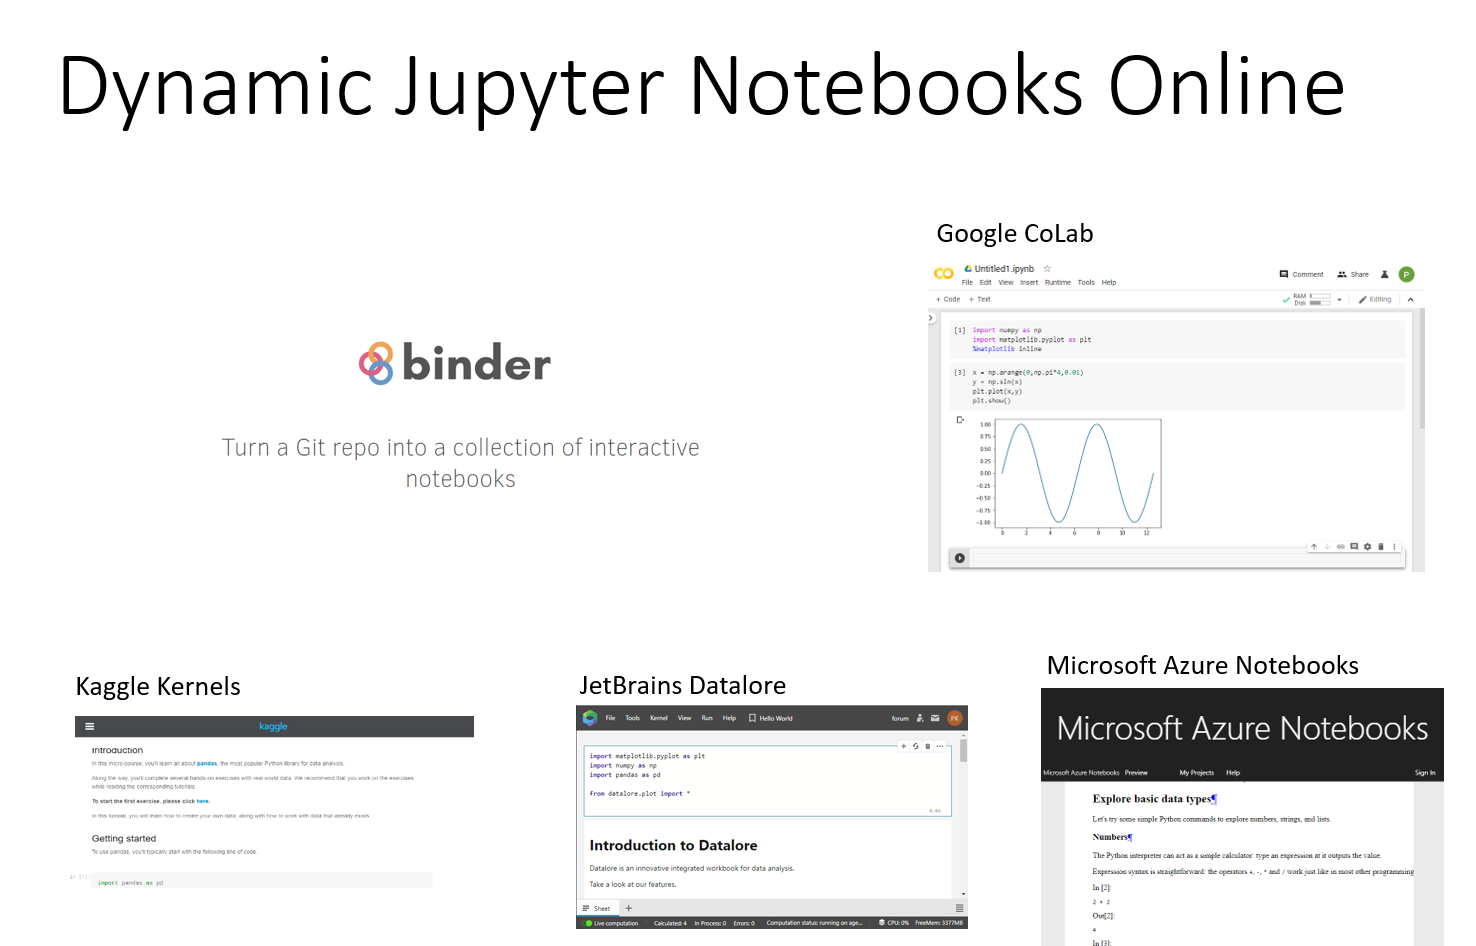 Dynamic Jupyter Notebooks Online
binder
Turn a Git repo into a collection of interactive
notebooks
Google CoLab
Untitled1.ipynb
Comment Share P
File Edit View Insert Runtime Tools Help
+ Code + Text
RAM
Disk
Editing
[1] import numpy as np
import matplotlib.pyplot as plt
%matplotlib inline
[3] x = np.arange(0,np.pi*4,0.01)
y = np.sin(x)
plt.plot(x,y)
plt.show()
1.00
0.75
0.50
0.25
0.00
−0.25
−0.50
−0.75
−1.00
0 2 4 6 8 10 12
Kaggle Kernels
kaggle
Introduction
In this micro-course, you'll learn all about pandas, the most popular Python library for data analysis.
Along the way, you'll complete several hands-on exercises with real-world data. We recommend that you work on the exercises
while reading the corresponding tutorials.
To start the first exercise, please click here.
In this tutorial, you will learn how to create your own data, along with how to work with data that already exists.
Getting started
To use pandas, you'll typically start with the following line of code.
In [1]:
import pandas as pd
JetBrains Datalore
File Tools Kernel View Run Help Hello World forum PK
import matplotlib.pyplot as plt
import numpy as np
import pandas as pd
from datalore.plot import *
4.6s
Introduction to Datalore
Datalore is an innovative integrated workbook for data analysis.
Take a look at our features.
Sheet +
Live computation Calculated: 4 In Process: 0 Errors: 0 Computation status: running on age... CPU: 0% FreeMem: 3377MB
Microsoft Azure Notebooks
Microsoft Azure Notebooks
Microsoft Azure Notebooks Preview My Projects Help Sign In
Explore basic data types¶
Let's try some simple Python commands to explore numbers, strings, and lists.
Numbers¶
The Python interpreter can act as a simple calculator: type an expression at it outputs the value.
Expression syntax is straightforward: the operators +, -, * and / work just like in most other programming
In [2]:
2 + 2
Out[2]:
4
In [3]: